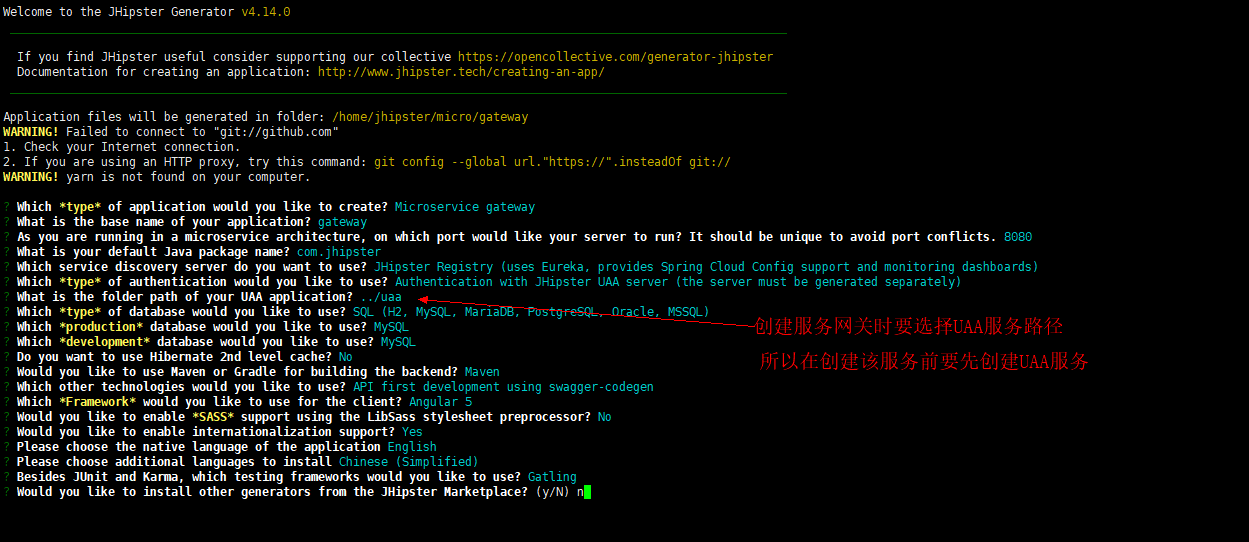 Welcome to the JHipster Generator v4.14.0
If you find JHipster useful consider supporting our collective https://opencollective.com/generator-jhipster
Documentation for creating an application: http://www.jhipster.tech/creating-an-app/
Application files will be generated in folder: /home/jhipster/micro/gateway
WARNING! Failed to connect to "git://github.com"
1. Check your Internet connection.
2. If you are using an HTTP proxy, try this command: git config --global url."https://".insteadOf git://
WARNING! yarn is not found on your computer.
? Which *type* of application would you like to create? Microservice gateway
? What is the base name of your application? gateway
? As you are running in a microservice architecture, on which port would like your server to run? It should be unique to avoid port conflicts. 8080
? What is your default Java package name? com.jhipster
? Which service discovery server do you want to use? JHipster Registry (uses Eureka, provides Spring Cloud Config support and monitoring dashboards)
? Which *type* of authentication would you like to use? Authentication with JHipster UAA server (the server must be generated separately)
? What is the folder path of your UAA application? ../uaa
? Which *type* of database would you like to use? SQL (H2, MySQL, MariaDB, PostgreSQL, Oracle, MSSQL)
? Which *production* database would you like to use? MySQL
创建服务网关时要选择UAA服务路径
? Which *development* database would you like to use? MySQL
? Do you want to use Hibernate 2nd level cache? No
所以在创建该服务前要先创建UAA服务
? Would you like to use Maven or Gradle for building the backend? Maven
? Which other technologies would you like to use? API first development using swagger-codegen
? Which *Framework* would you like to use for the client? Angular 5
? Would you like to enable *SASS* support using the LibSass stylesheet preprocessor? No
? Would you like to enable internationalization support? Yes
? Please choose the native language of the application English
? Please choose additional languages to install Chinese (Simplified)
? Besides JUnit and Karma, which testing frameworks would you like to use? Gatling
? Would you like to install other generators from the JHipster Marketplace? (y/N) n